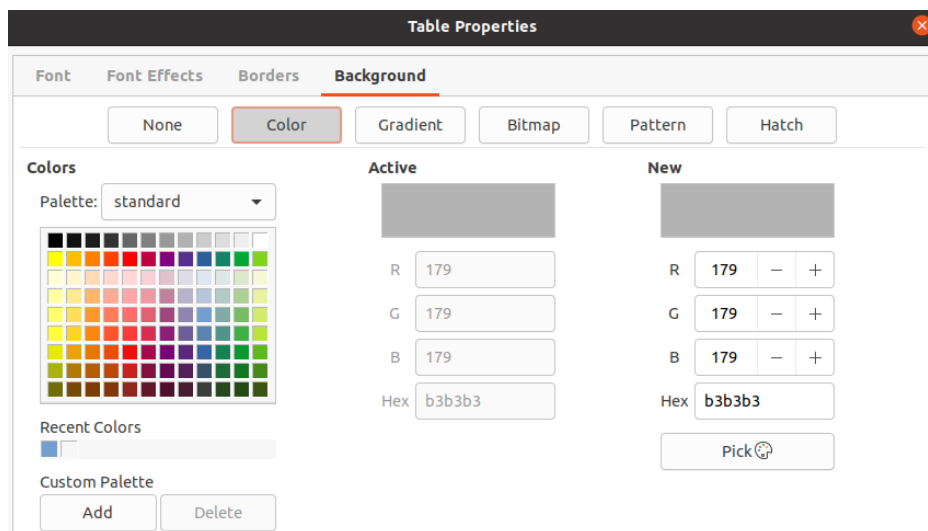 Table Properties
Font Font Effects Borders Background
None Color Gradient Bitmap Pattern Hatch
Colors Active New
Palette: standard
R 179 R 179 − +
G 179 G 179 − +
B 179 B 179 − +
Hex b3b3b3 Hex b3b3b3
Recent Colors
Pick
Custom Palette
Add Delete